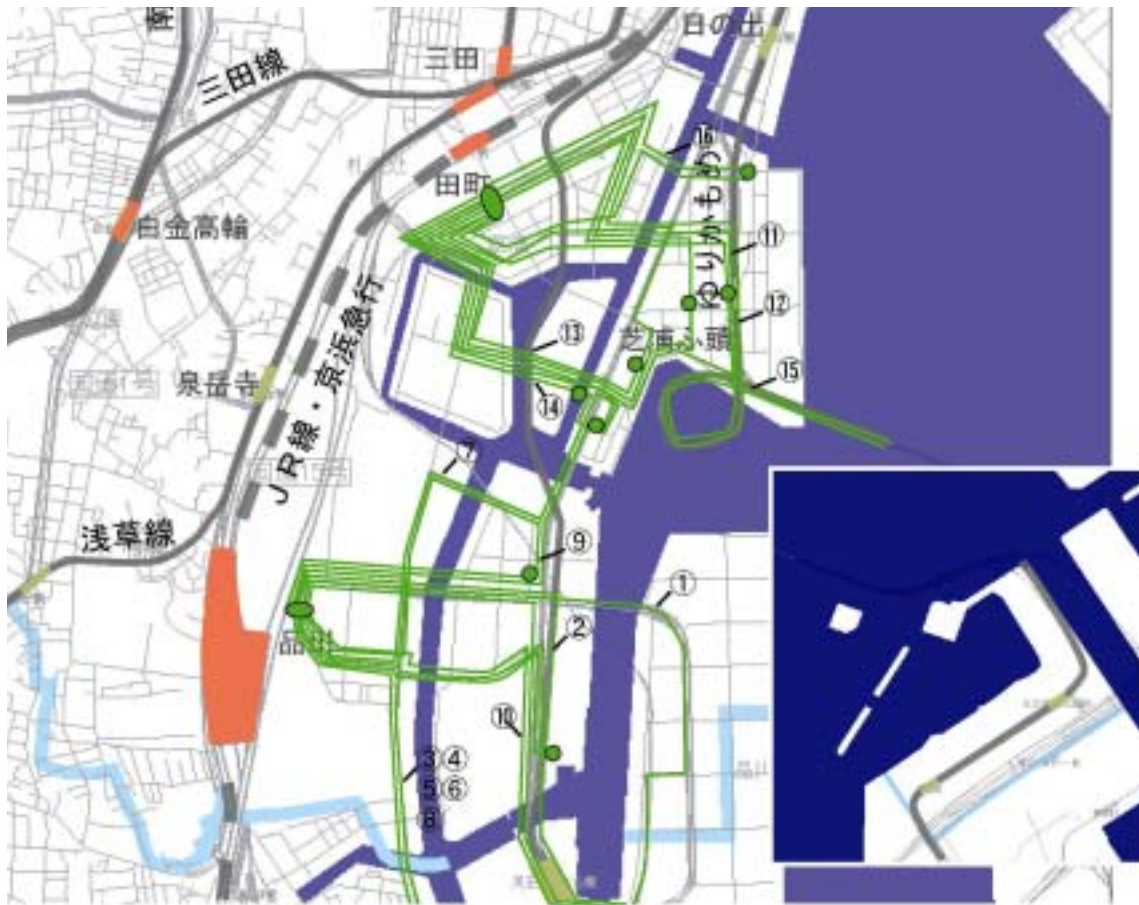 南
日の出
三田
三田線
⑯
田町
ゆりかもめ
白金高輪
⑪
⑫
JR線・京浜急行
⑬
芝浦ふ頭
泉岳寺
⑮
⑭
浅草線
⑨
①
②
品川
⑩
③④
⑤⑥
⑧